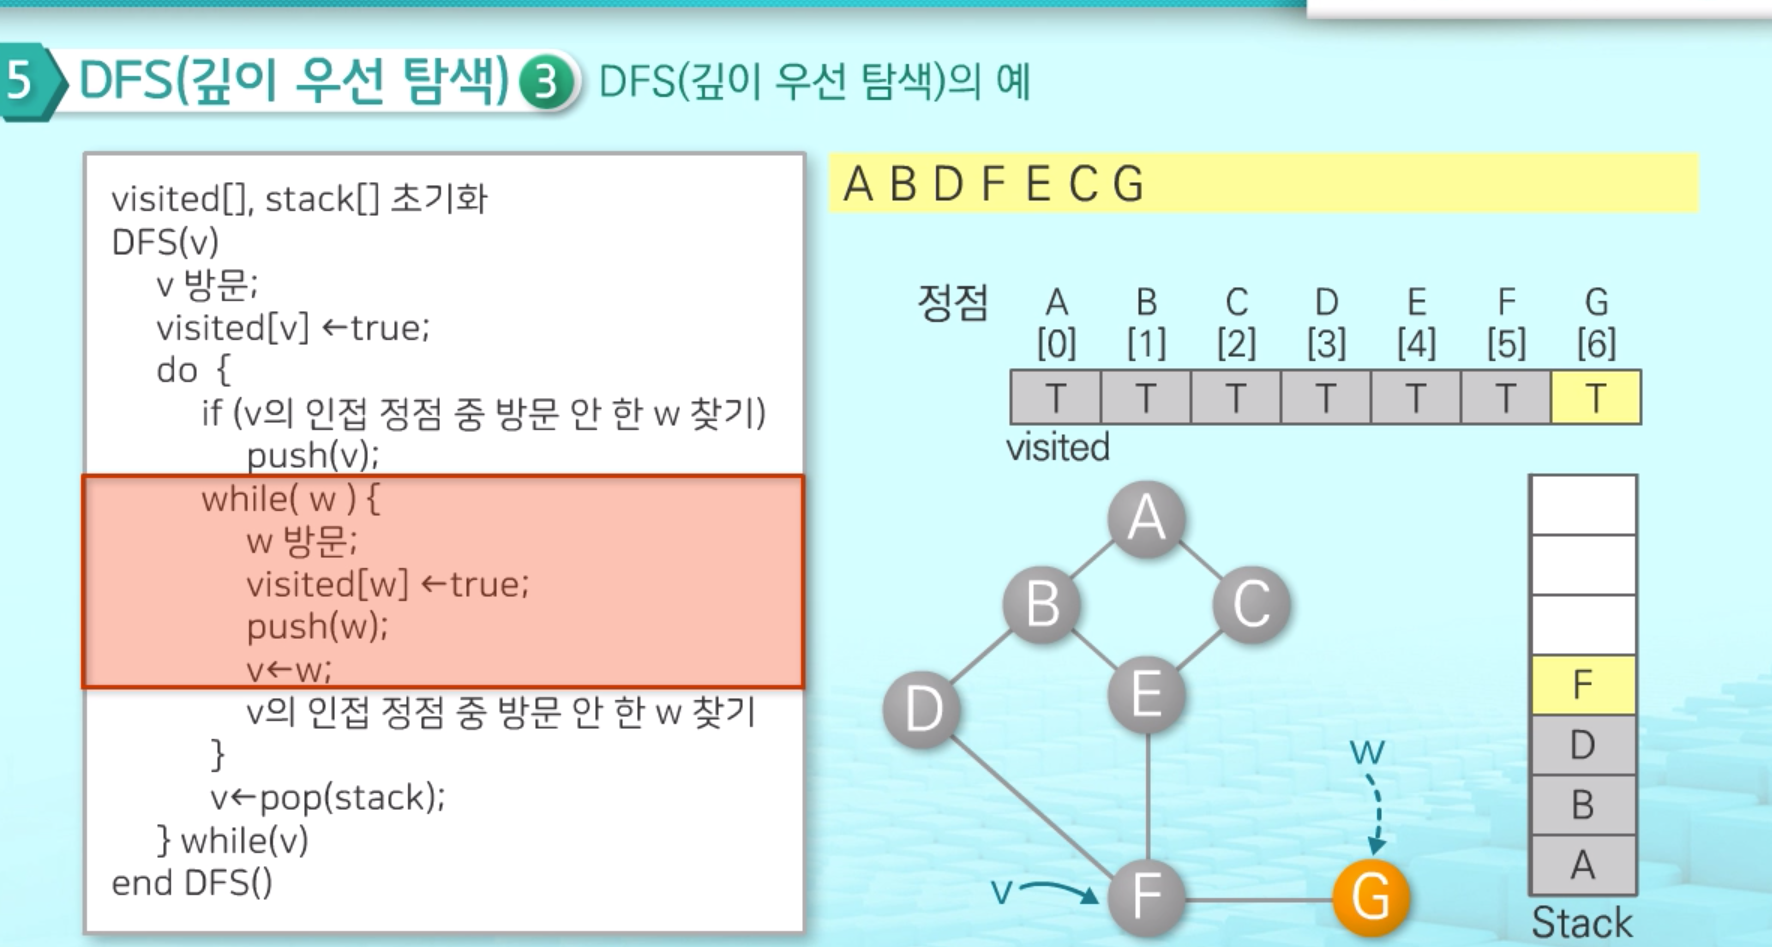 5 DFS(깊이 우선 탐색) 3 DFS(깊이 우선 탐색)의 예
visited[], stack[] 초기화
DFS(v)
v 방문;
visited[v] ←true;
do {
if (v의 인접 정점 중 방문 안 한 w 찾기)
push(v);
while( w ) {
w 방문;
visited[w] ←true;
push(w);
v←w;
v의 인접 정점 중 방문 안 한 w 찾기
}
v←pop(stack);
} while(v)
end DFS()
A B D F E C G
정점 A B C D E F G
[0] [1] [2] [3] [4] [5] [6]
T T T T T T T
visited
A
B C
D E
w
v F G
F
D
B
A
Stack